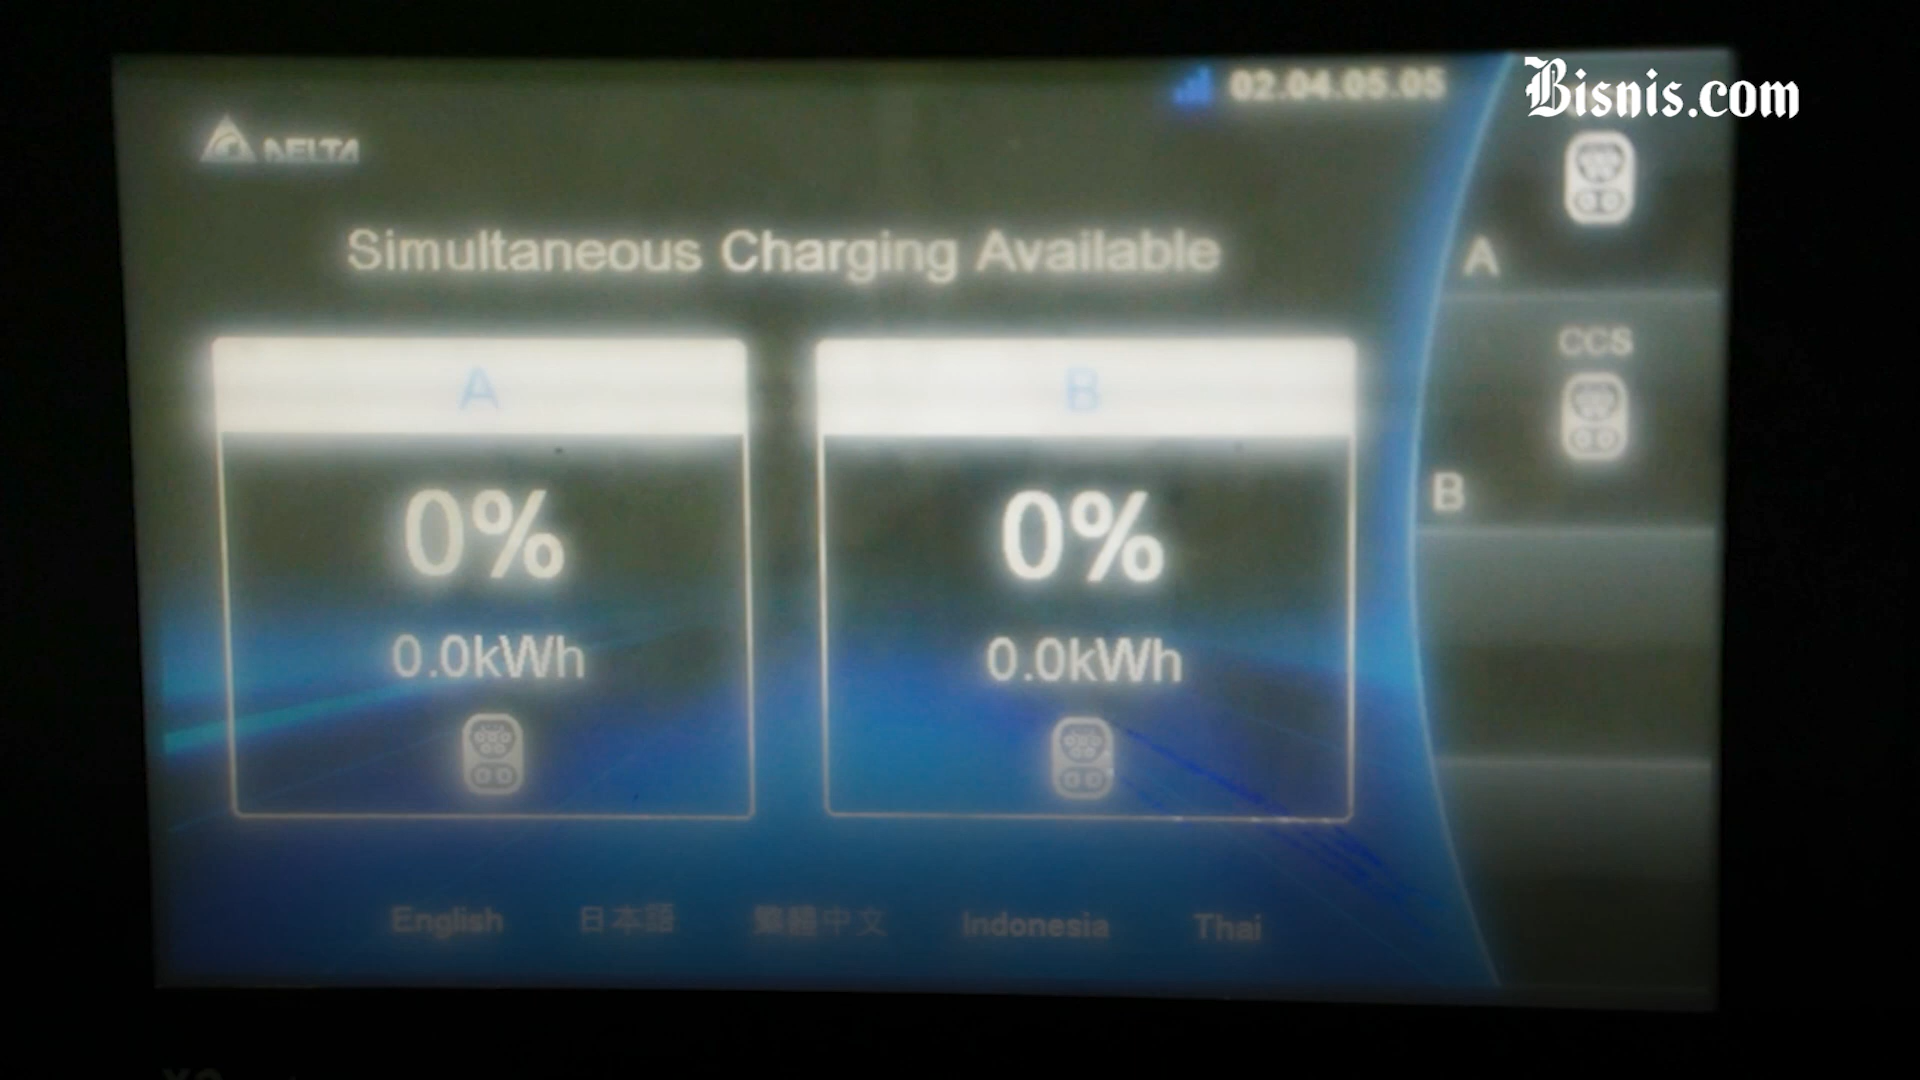 02.04.05.05
Bisnis.com
DELTA
Simultaneous Charging Available
A
CCS
A
B
0%
0%
B
0.0kWh
0.0kWh
English 日本語 繁體中文 Indonesia Thai